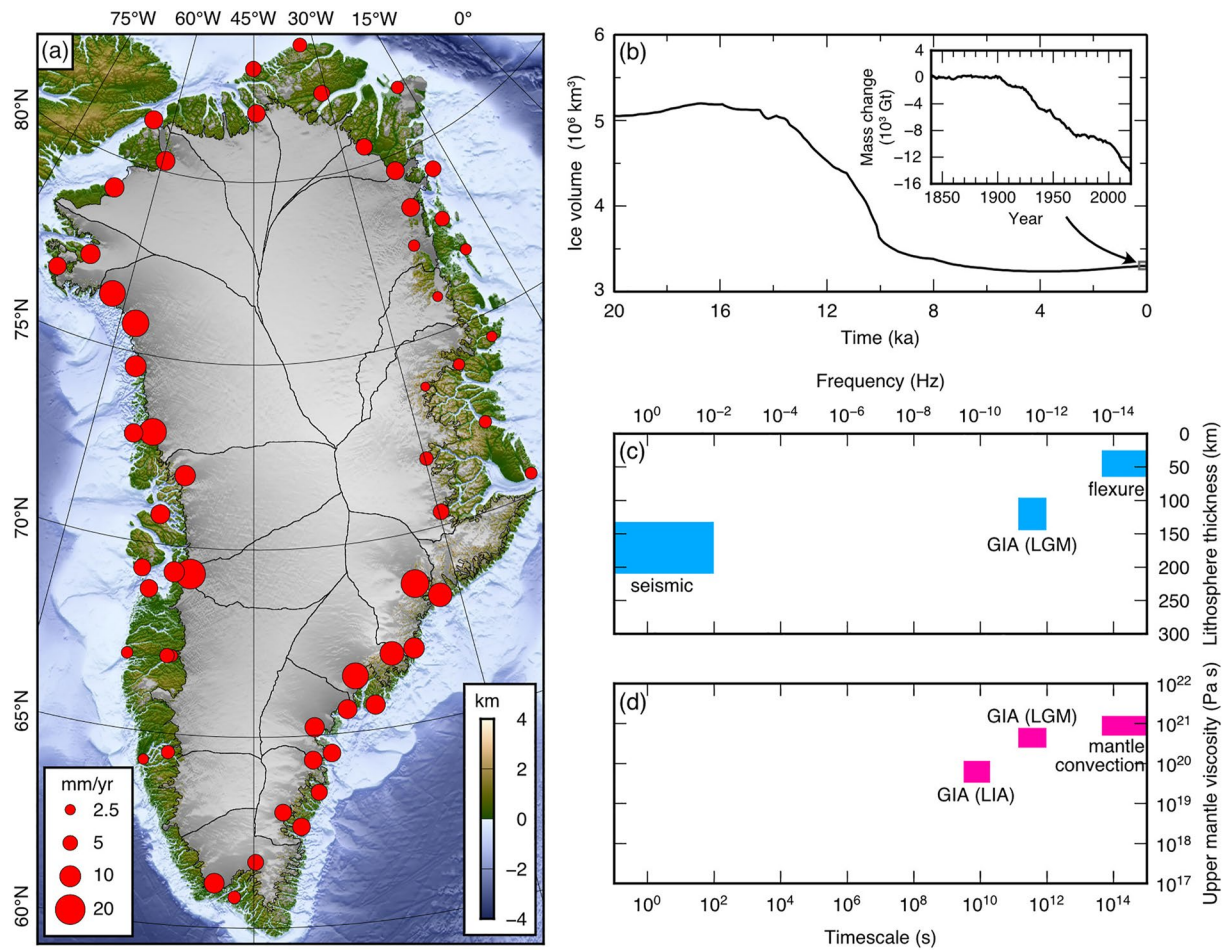 75°W 60°W 45°W 30°W 15°W 0°
(a)
80°N
75°N
70°N
65°N
60°N
mm/yr
2.5
5
10
20
km
4
2
0
−2
−4
(b)
6
5
4
3
Ice volume (10⁶ km³)
20 16 12 8 4 0
Time (ka)
4
0
−4
−8
−12
−16
Mass change
(10³ Gt)
1850 1900 1950 2000
Year
Frequency (Hz)
10⁰ 10⁻² 10⁻⁴ 10⁻⁶ 10⁻⁸ 10⁻¹⁰ 10⁻¹² 10⁻¹⁴
(c)
0
50
100
150
200
250
300
Lithosphere thickness (km)
flexure
GIA (LGM)
seismic
(d)
10²²
10²¹
10²⁰
10¹⁹
10¹⁸
10¹⁷
Upper mantle viscosity (Pa s)
GIA (LGM)
mantle
convection
GIA (LIA)
10⁰ 10² 10⁴ 10⁶ 10⁸ 10¹⁰ 10¹² 10¹⁴
Timescale (s)